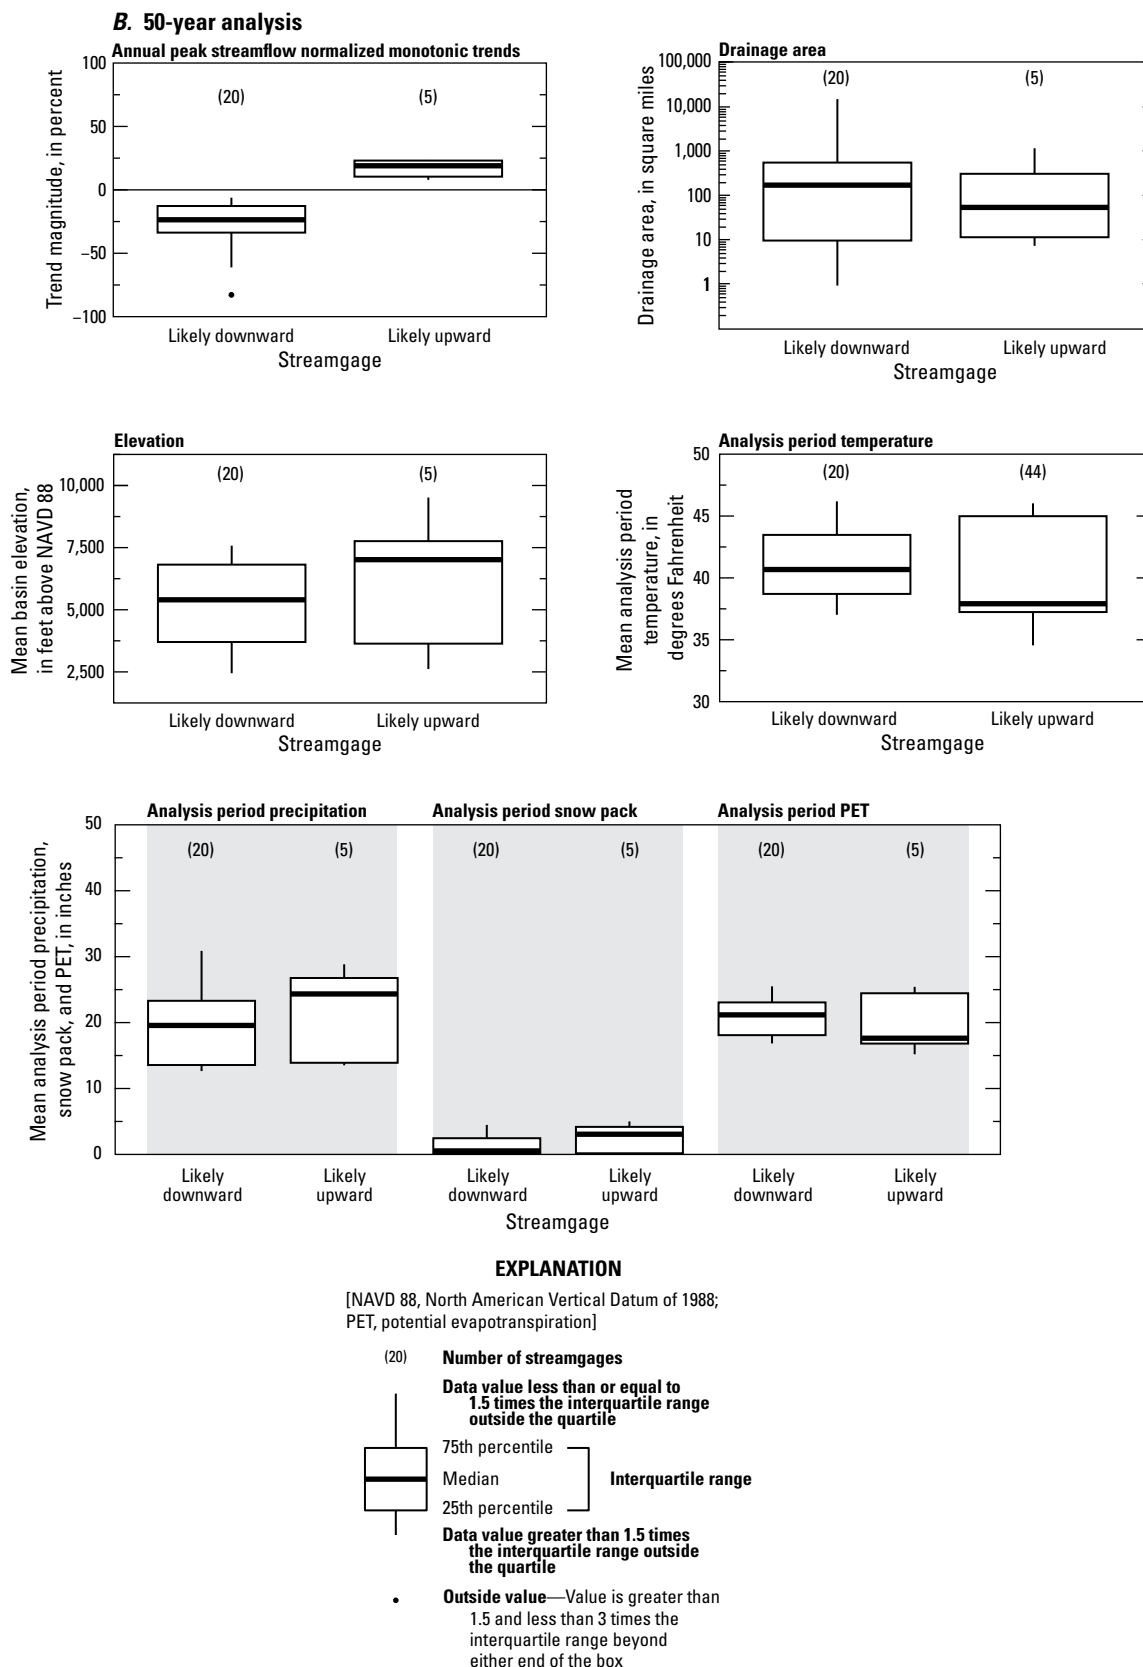 B. 50-year analysis
Annual peak streamflow normalized monotonic trends
Trend magnitude, in percent
100
50
0
−50
−100
(20)
(5)
Likely downward
Likely upward
Streamgage
Drainage area
Drainage area, in square miles
100,000
10,000
1,000
100
10
1
(20)
(5)
Likely downward
Likely upward
Streamgage
Elevation
Mean basin elevation,
in feet above NAVD 88
10,000
7,500
5,000
2,500
(20)
(5)
Likely downward
Likely upward
Streamgage
Analysis period temperature
Mean analysis period
temperature, in
degrees Fahrenheit
50
45
40
35
30
(20)
(44)
Likely downward
Likely upward
Streamgage
Mean analysis period precipitation,
snow pack, and PET, in inches
50
40
30
20
10
0
Analysis period precipitation
(20)
(5)
Analysis period snow pack
(20)
(5)
Analysis period PET
(20)
(5)
Likely
downward
Likely
upward
Likely
downward
Likely
upward
Likely
downward
Likely
upward
Streamgage
EXPLANATION
[NAVD 88, North American Vertical Datum of 1988;
PET, potential evapotranspiration]
(20)
Number of streamgages
Data value less than or equal to
1.5 times the interquartile range
outside the quartile
75th percentile
Median
25th percentile
Interquartile range
Data value greater than 1.5 times
the interquartile range outside
the quartile
Outside value—Value is greater than
1.5 and less than 3 times the
interquartile range beyond
either end of the box